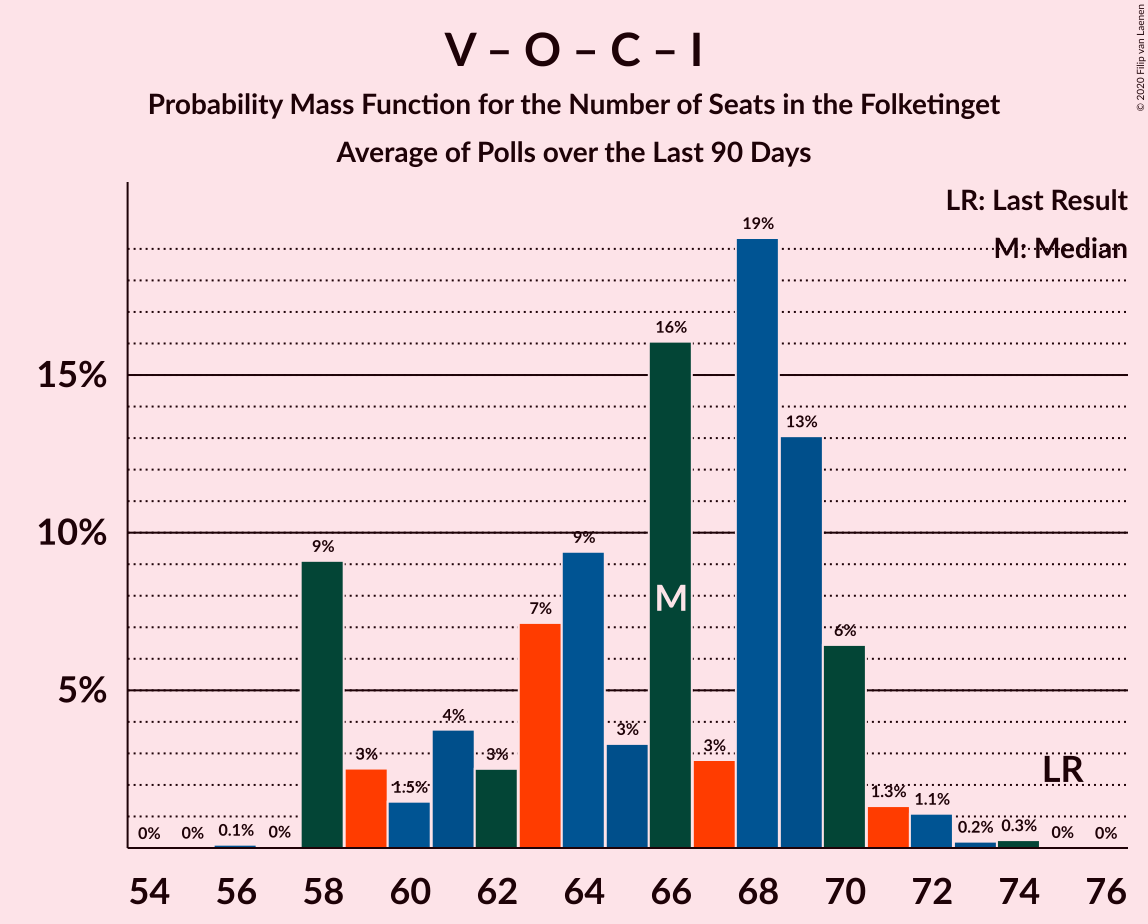 V – O – C – I
Probability Mass Function for the Number of Seats in the Folketinget
Average of Polls over the Last 90 Days
© 2020 Filip van Laenen
LR: Last Result
M: Median
19%
16%
15%
13%
10%
9%
9%
7%
M
6%
5%
4%
3%
3%
3%
3%
LR
1.5%
1.3%
1.1%
0%
0%
0.1%
0%
0.2%
0.3%
0%
0%
54 56 58 60 62 64 66 68 70 72 74 76